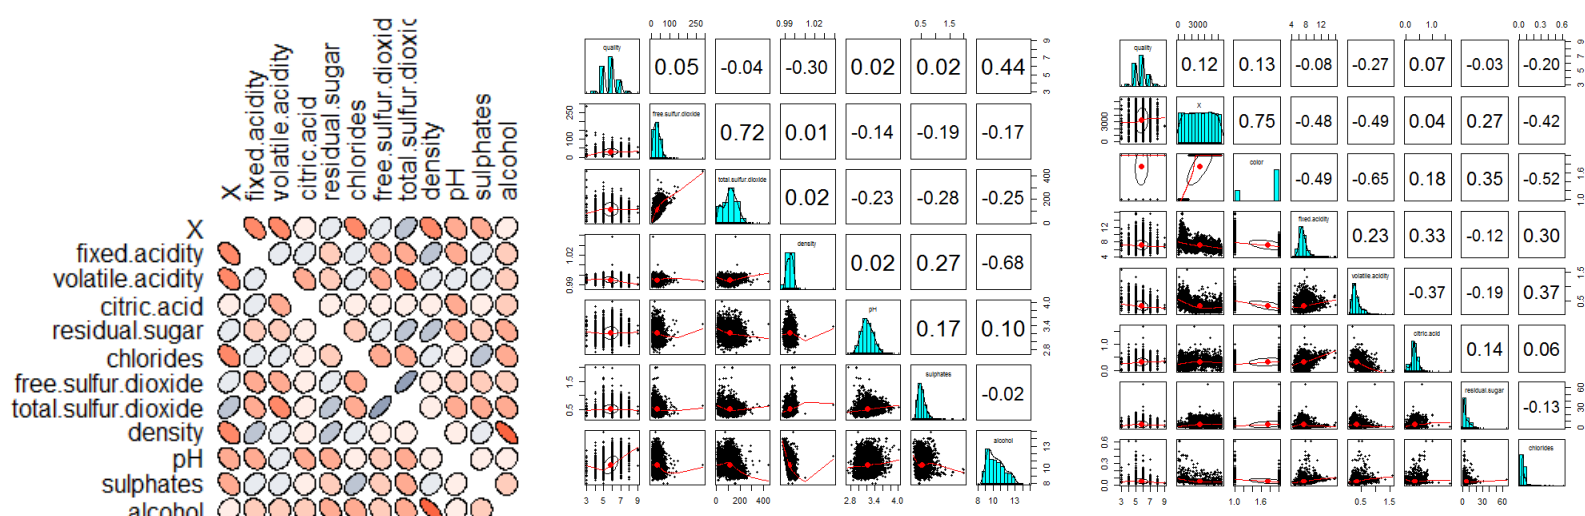 X
fixed.acidity
volatile.acidity
citric.acid
residual.sugar
chlorides
free.sulfur.dioxid
total.sulfur.dioxic
density
pH
sulphates
alcohol
X
fixed.acidity
volatile.acidity
citric.acid
residual.sugar
chlorides
free.sulfur.dioxide
total.sulfur.dioxide
density
pH
sulphates
alcohol
0 100 250
0.99 1.02
0.5 1.5
quality
0.05 -0.04 -0.30 0.02 0.02 0.44
3 5 7 9
0 100 250
free.sulfur.dioxide
0.72 0.01 -0.14 -0.19 -0.17
total.sulfur.dioxide
0.02 -0.23 -0.28 -0.25
0 200 400
0.99 1.02
density
0.02 0.27 -0.68
pH
0.17 0.10
2.8 3.4 4.0
0.5 1.5
sulphates
-0.02
alcohol
8 10 13
3 5 7 9
0 200 400
2.8 3.4 4.0
8 10 13
0 3000
4 8 12
0.0 1.0
0.0 0.3 0.6
quality
0.12 0.13 -0.08 -0.27 0.07 -0.03 -0.20
3 5 7 9
0 3000
X
0.75 -0.48 -0.49 0.04 0.27 -0.42
color
-0.49 -0.65 0.18 0.35 -0.52
1.0 1.6
4 8 12
fixed.acidity
0.23 0.33 -0.12 0.30
volatile.acidity
-0.37 -0.19 0.37
0.5 1.5
0.0 1.0
citric.acid
0.14 0.06
residual.sugar
-0.13
0 30 60
0.0 0.3 0.6
chlorides
3 5 7 9
1.0 1.6
0.5 1.5
0 30 60